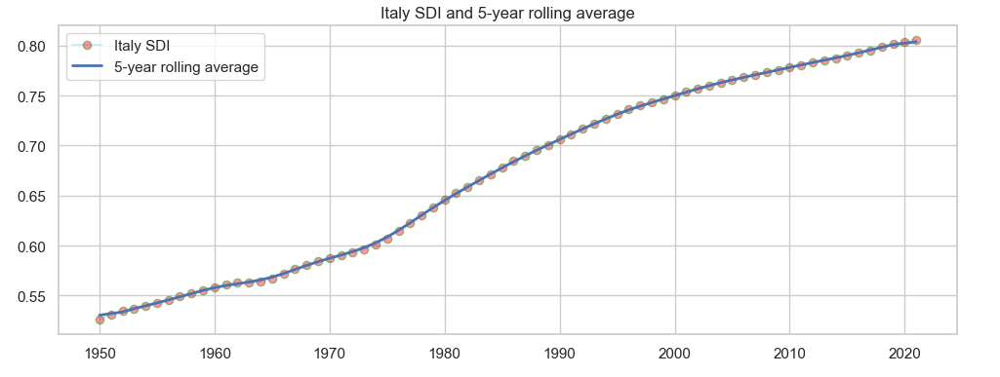 Italy SDI and 5-year rolling average
Italy SDI
5-year rolling average
0.80
0.75
0.70
0.65
0.60
0.55
1950 1960 1970 1980 1990 2000 2010 2020